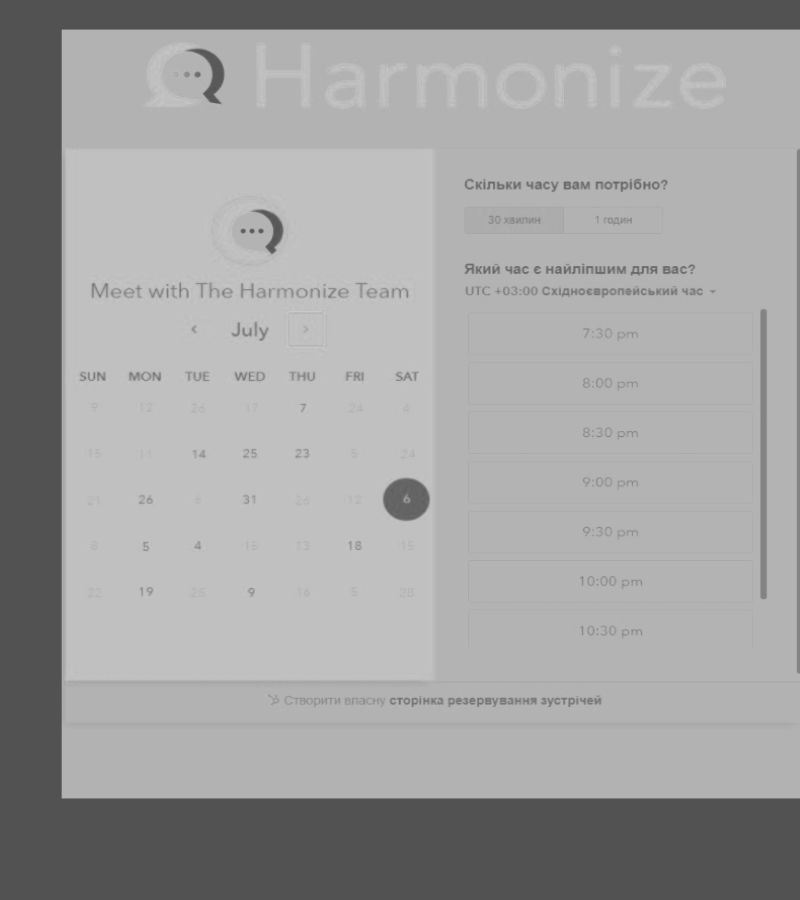 Harmonize
Meet with The Harmonize Team
July
SUN MON TUE WED THU FRI SAT
9 12 26 17 7 24 4
15 11 14 25 23 5 24
21 26 6 31 26 12 6
8 5 4 15 13 18 15
22 19 25 9 16 5 28
Скільки часу вам потрібно?
30 хвилин 1 годин
Який час є найліпшим для вас?
UTC +03:00 Східноєвропейський час
7:30 pm
8:00 pm
8:30 pm
9:00 pm
9:30 pm
10:00 pm
10:30 pm
Створити власну сторінка резервування зустрічей